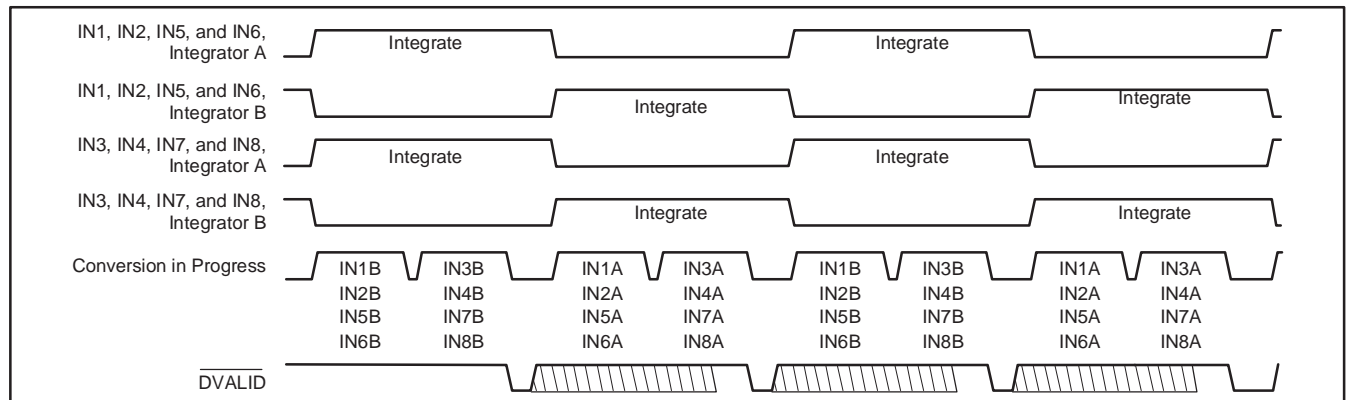 IN1, IN2, IN5, and IN6,
Integrator A
Integrate
Integrate
IN1, IN2, IN5, and IN6,
Integrator B
Integrate
Integrate
IN3, IN4, IN7, and IN8,
Integrator A
Integrate
Integrate
IN3, IN4, IN7, and IN8,
Integrator B
Integrate
Integrate
Conversion in Progress
IN1B IN3B IN1A IN3A IN1B IN3B IN1A IN3A
IN2B IN4B IN2A IN4A IN2B IN4B IN2A IN4A
IN5B IN7B IN5A IN7A IN5B IN7B IN5A IN7A
IN6B IN8B IN6A IN8A IN6B IN8B IN6A IN8A
DVALID